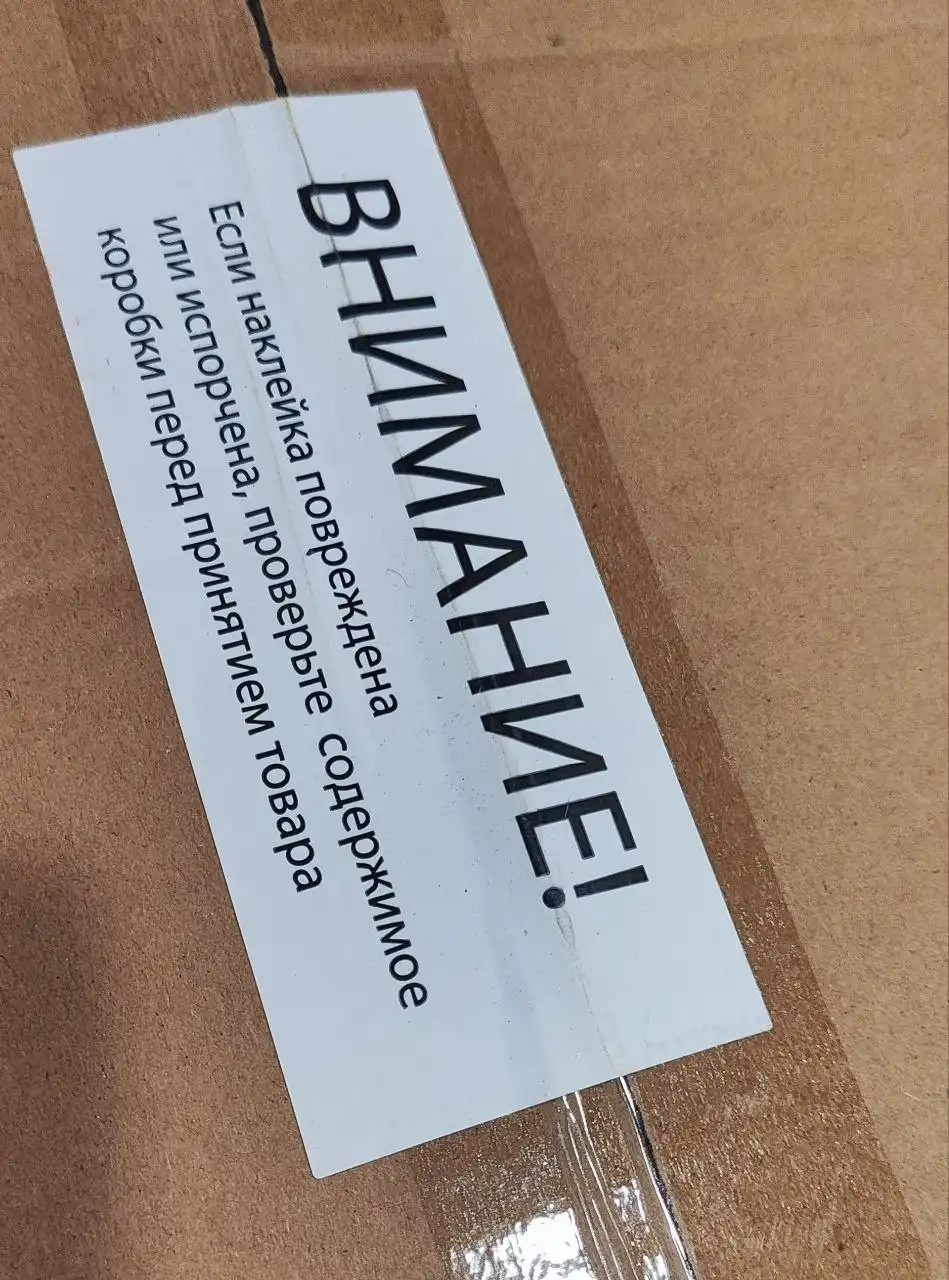 ВНИМАНИЕ!
Если наклейка повреждена
или испорчена, проверьте содержимое
коробки перед принятием товара